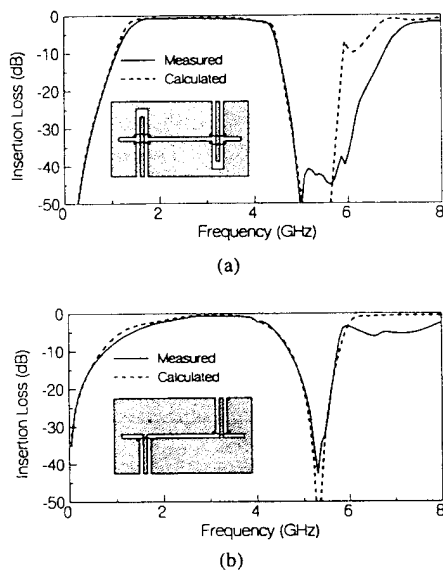 0
-10
-20
-30
-40
-50
Insertion Loss (dB)
Measured
Calculated
0
2
4
6
8
Frequency (GHz)
(a)
0
-10
-20
-30
-40
-50
Insertion Loss (dB)
Measured
Calculated
0
2
4
6
8
Frequency (GHz)
(b)